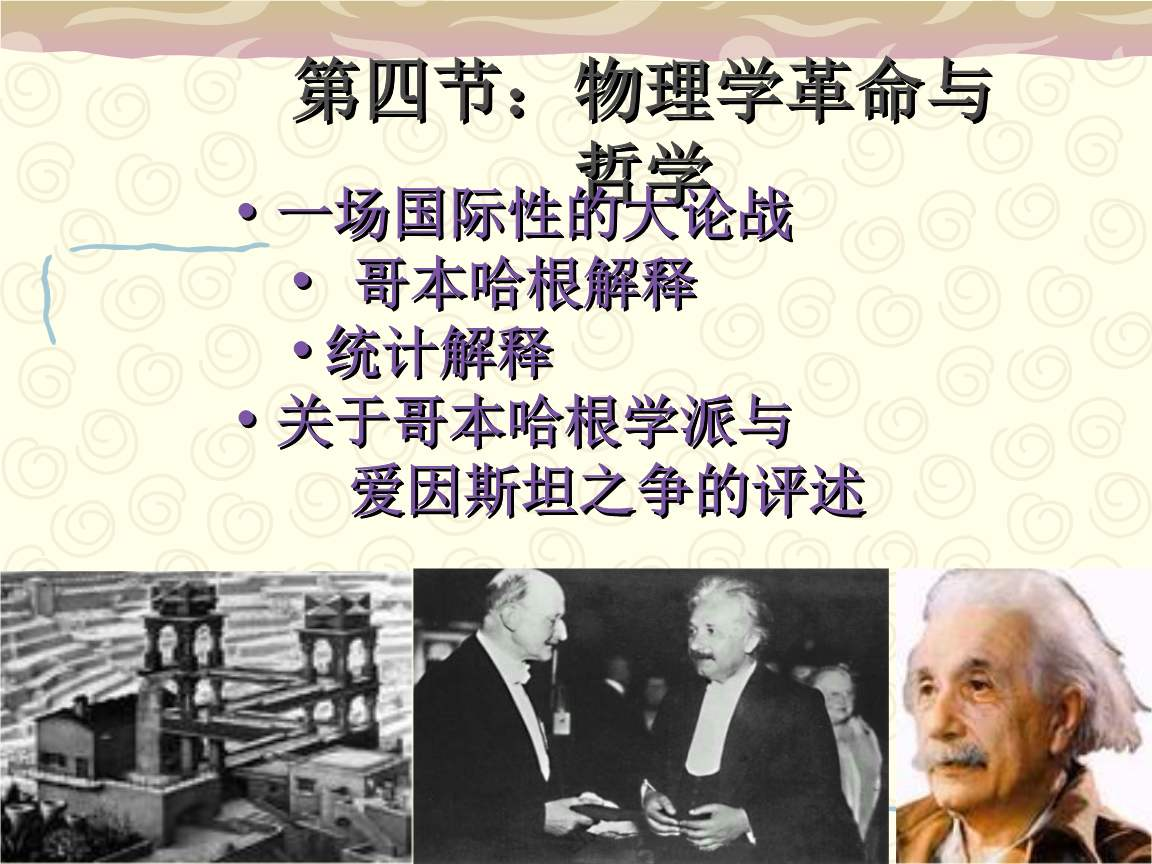 第四节：物理学革命与
哲学
• 一场国际性的大论战
• 哥本哈根解释
• 统计解释
• 关于哥本哈根学派与
爱因斯坦之争的评述